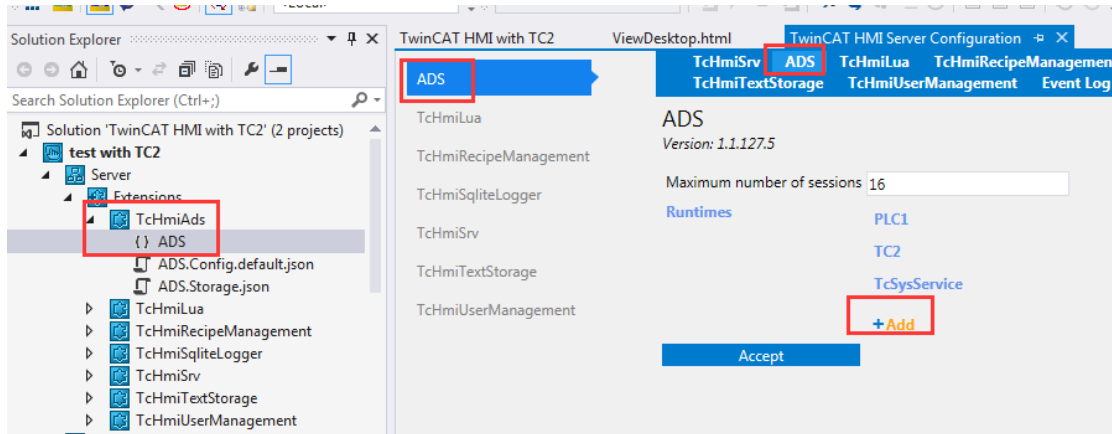 <Local>
Solution Explorer
Search Solution Explorer (Ctrl+;)
Solution 'TwinCAT HMI with TC2' (2 projects)
test with TC2
Server
Extensions
TcHmiAds
{} ADS
ADS.Config.default.json
ADS.Storage.json
TcHmiLua
TcHmiRecipeManagement
TcHmiSqliteLogger
TcHmiSrv
TcHmiTextStorage
TcHmiUserManagement
TwinCAT HMI with TC2 ViewDesktop.html TwinCAT HMI Server Configuration
ADS
TcHmiLua
TcHmiRecipeManagement
TcHmiSqliteLogger
TcHmiSrv
TcHmiTextStorage
TcHmiUserManagement
TcHmiSrv ADS TcHmiLua TcHmiRecipeManagemen
TcHmiTextStorage TcHmiUserManagement Event Log
ADS
Version: 1.1.127.5
Maximum number of sessions 16
Runtimes
PLC1
TC2
TcSysService
+Add
Accept